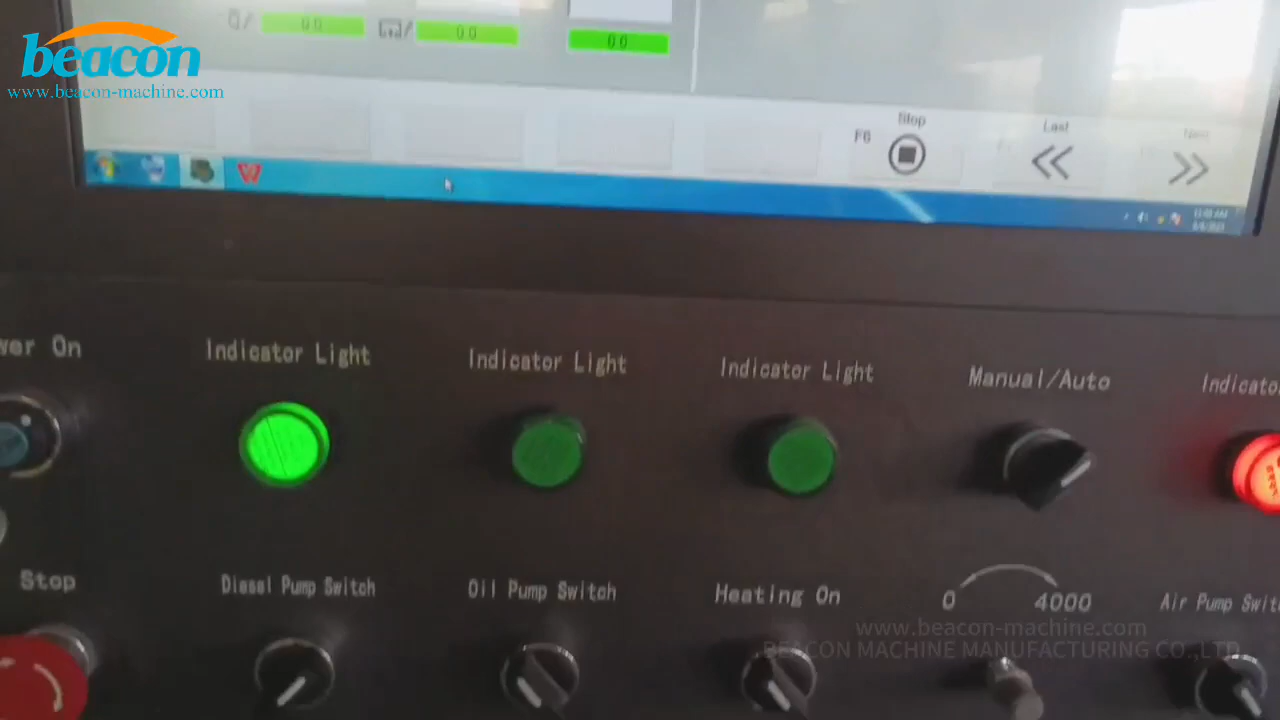 beacon
www.beacon-machine.com
0.0
0.0
0.0
F6
Stop
Last
Next
wer On
Indicator Light
Indicator Light
Indicator Light
Manual/Auto
Indicato
Stop
Diesel Pump Switch
Oil Pump Switch
Heating On
0
4000
Air Pump Swit
www.beacon-machine.com
BEACON MACHINE MANUFACTURING CO.,LTD.